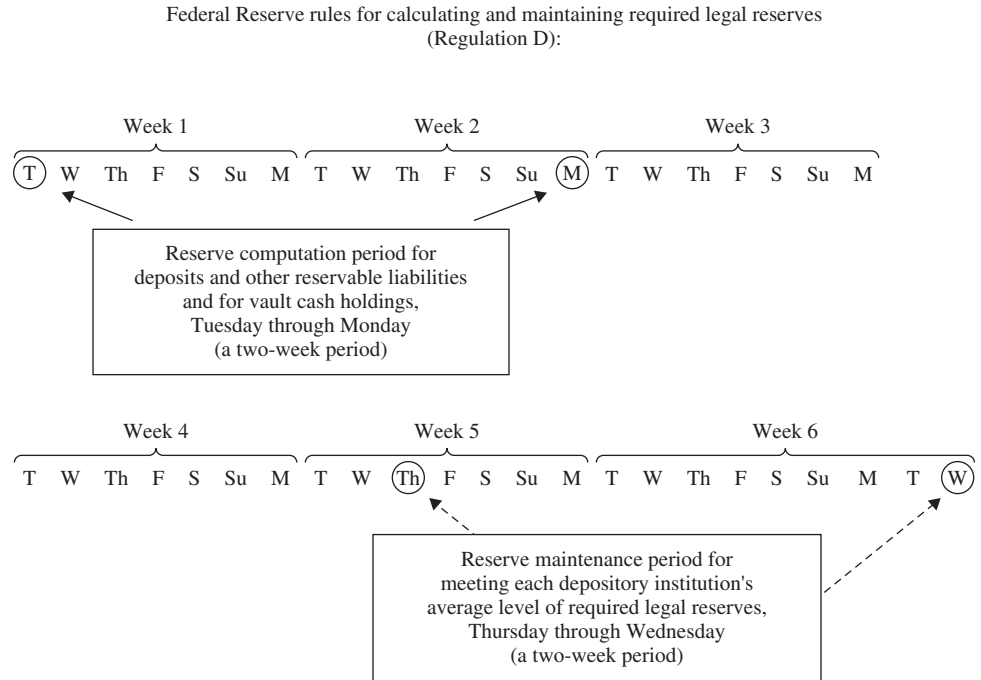 Federal Reserve rules for calculating and maintaining required legal reserves
(Regulation D):
Week 1 Week 2 Week 3
T W Th F S Su M T W Th F S Su M T W Th F S Su M
Reserve computation period for
deposits and other reservable liabilities
and for vault cash holdings,
Tuesday through Monday
(a two-week period)
Week 4 Week 5 Week 6
T W Th F S Su M T W Th F S Su M T W Th F S Su M T W
Reserve maintenance period for
meeting each depository institution's
average level of required legal reserves,
Thursday through Wednesday
(a two-week period)